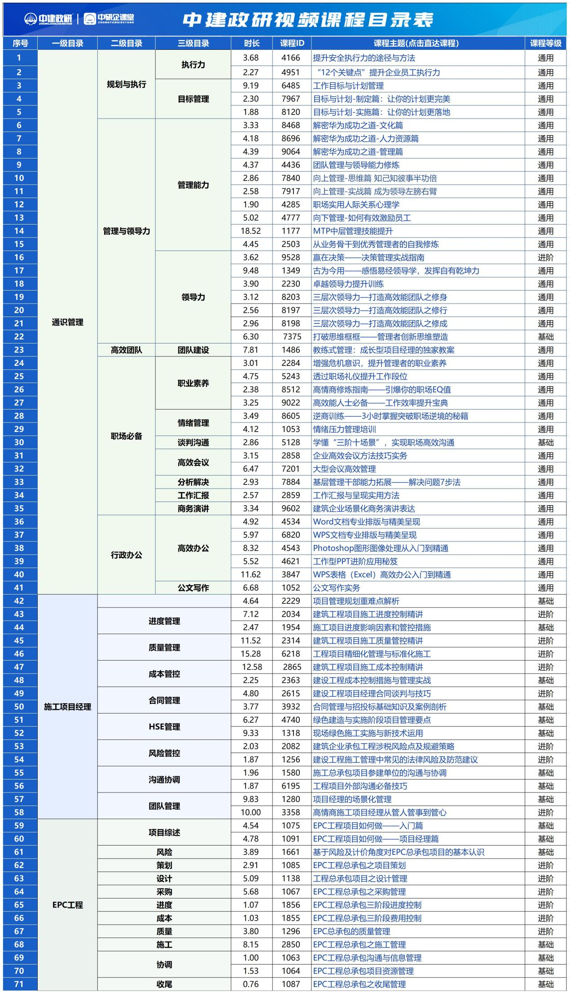 中建政研 ZHONGJIANZHENGYAN 中研企课堂 ZHONGYANQIKETANG 中建政研视频课程目录表
序号 一级目录 二级目录 三级目录 时长 课程ID 课程主题(点击直达课程) 课程等级
1 通识管理 规划与执行 执行力 3.68 4166 提升安全执行力的途径与方法 通用
2 2.27 4951 “12个关键点”提升企业员工执行力 通用
3 目标管理 9.19 6485 工作目标与计划管理 通用
4 2.30 7967 目标与计划-制定篇：让你的计划更完美 通用
5 1.88 8120 目标与计划-实施篇：让你的计划更落地 通用
6 管理与领导力 管理能力 3.33 8468 解密华为成功之道-文化篇 通用
7 4.18 8696 解密华为成功之道-人力资源篇 通用
8 4.39 9064 解密华为成功之道-管理篇 通用
9 4.37 4436 团队管理与领导能力修炼 通用
10 2.86 7840 向上管理-思维篇 知己知彼事半功倍 通用
11 2.58 7917 向上管理-实战篇 成为领导左膀右臂 通用
12 1.90 4285 职场实用人际关系心理学 通用
13 5.02 4777 向下管理-如何有效激励员工 通用
14 18.52 1177 MTP中层管理技能提升 通用
15 4.45 2503 从业务骨干到优秀管理者的自我修炼 通用
16 领导力 3.62 9528 赢在决策——决策管理实战指南 进阶
17 9.48 1349 古为今用——感悟易经领导学，发挥自有乾坤力 通用
18 3.90 2230 卓越领导力提升训练 通用
19 3.12 8203 三层次领导力—打造高效能团队之修身 通用
20 2.56 8197 三层次领导力—打造高效能团队之修行 通用
21 2.96 8198 三层次领导力—打造高效能团队之修成 通用
22 6.30 7375 打破思维框框——管理者创新思维塑造 基础
23 高效团队 团队建设 7.81 1486 教练式管理：成长型项目经理的独家教案 通用
24 职场必备 职业素养 3.01 2284 增强危机意识，提升管理者的职业素养 通用
25 4.75 5243 透过职场礼仪提升工作段位 通用
26 2.38 8512 高情商修炼指南——引爆你的职场EQ值 通用
27 3.25 9022 高效能人士必备——工作效率提升宝典 通用
28 情绪管理 3.49 8605 逆商训练——3小时掌握突破职场逆境的秘籍 通用
29 4.12 1053 情绪压力管理培训 通用
30 谈判沟通 2.86 5128 学懂“三阶十场景”，实现职场高效沟通 基础
31 高效会议 3.15 2858 企业高效会议方法技巧实务 通用
32 6.47 7201 大型会议高效管理 通用
33 分析解决 2.93 7884 基层管理干部能力拓展——解决问题7步法 通用
34 工作汇报 2.57 2859 工作汇报与呈现实用方法 通用
35 商务演讲 3.34 9602 建筑企业场景化商务演讲表达 通用
36 行政办公 高效办公 4.92 4534 Word文档专业排版与精美呈现 通用
37 5.97 6820 WPS文档专业排版与精美呈现 通用
38 8.32 4543 Photoshop图形图像处理从入门到精通 通用
39 5.52 4621 工作型PPT进阶应用秘笈 通用
40 11.62 3847 WPS表格（Excel）高效办公入门到精通 通用
41 公文写作 6.68 1052 公文写作实务 通用
42 施工项目经理 4.64 2229 项目管理规划重难点解析 基础
43 进度管理 7.12 2034 建筑工程项目施工进度控制精讲 进阶
44 2.47 1954 施工项目进度影响因素和管控措施 基础
45 质量管理 11.52 2314 建筑工程项目施工质量管控精讲 进阶
46 15.28 6218 工程项目精细化管理与标准化施工 进阶
47 成本管控 12.58 2865 建筑工程项目施工成本控制精讲 进阶
48 2.25 2363 建设工程成本控制措施与管理实战 基础
49 合同管理 4.80 2615 建设工程项目经理合同谈判与技巧 进阶
50 3.77 3932 合同管理与招投标基础知识及案例剖析 基础
51 HSE管理 6.27 4740 绿色建造与实施阶段项目管理要点 基础
52 9.33 1318 现场绿色施工实施与新技术运用 基础
53 风险管控 2.03 2082 建筑企业承包工程涉税风险点及规避策略 进阶
54 1.87 1256 建设工程施工管理中常见的法律风险及防范建议 进阶
55 沟通协调 1.96 1580 施工总承包项目参建单位的沟通与协调 基础
56 1.87 6195 工程项目外部沟通必备技巧 基础
57 团队管理 9.83 1280 项目经理的场景化管理 基础
58 10.00 3358 高情商施工项目经理从管人管事到管心 进阶
59 EPC工程 项目综述 4.54 1075 EPC工程项目如何做——入门篇 基础
60 4.78 1091 EPC工程项目如何做——项目经理篇 基础
61 风险 3.89 1661 基于风险及计价角度对EPC总承包项目的基本认识 基础
62 策划 2.91 1085 EPC工程总承包之项目策划 进阶
63 设计 5.09 1138 工程总承包项目之设计管理 进阶
64 采购 5.68 1067 EPC工程总承包之采购管理 进阶
65 进度 1.07 1856 EPC工程总承包三阶段进度控制 进阶
66 成本 1.03 1855 EPC工程总承包三阶段费用控制 进阶
67 质量 3.80 1296 EPC总承包的质量管理 进阶
68 施工 8.15 2850 EPC工程总承包之施工管理 基础
69 协调 1.00 1063 EPC工程总承包沟通与信息管理 基础
70 1.53 1064 EPC工程总承包项目资源管理 基础
71 收尾 0.76 1087 EPC工程总承包之收尾管理 基础